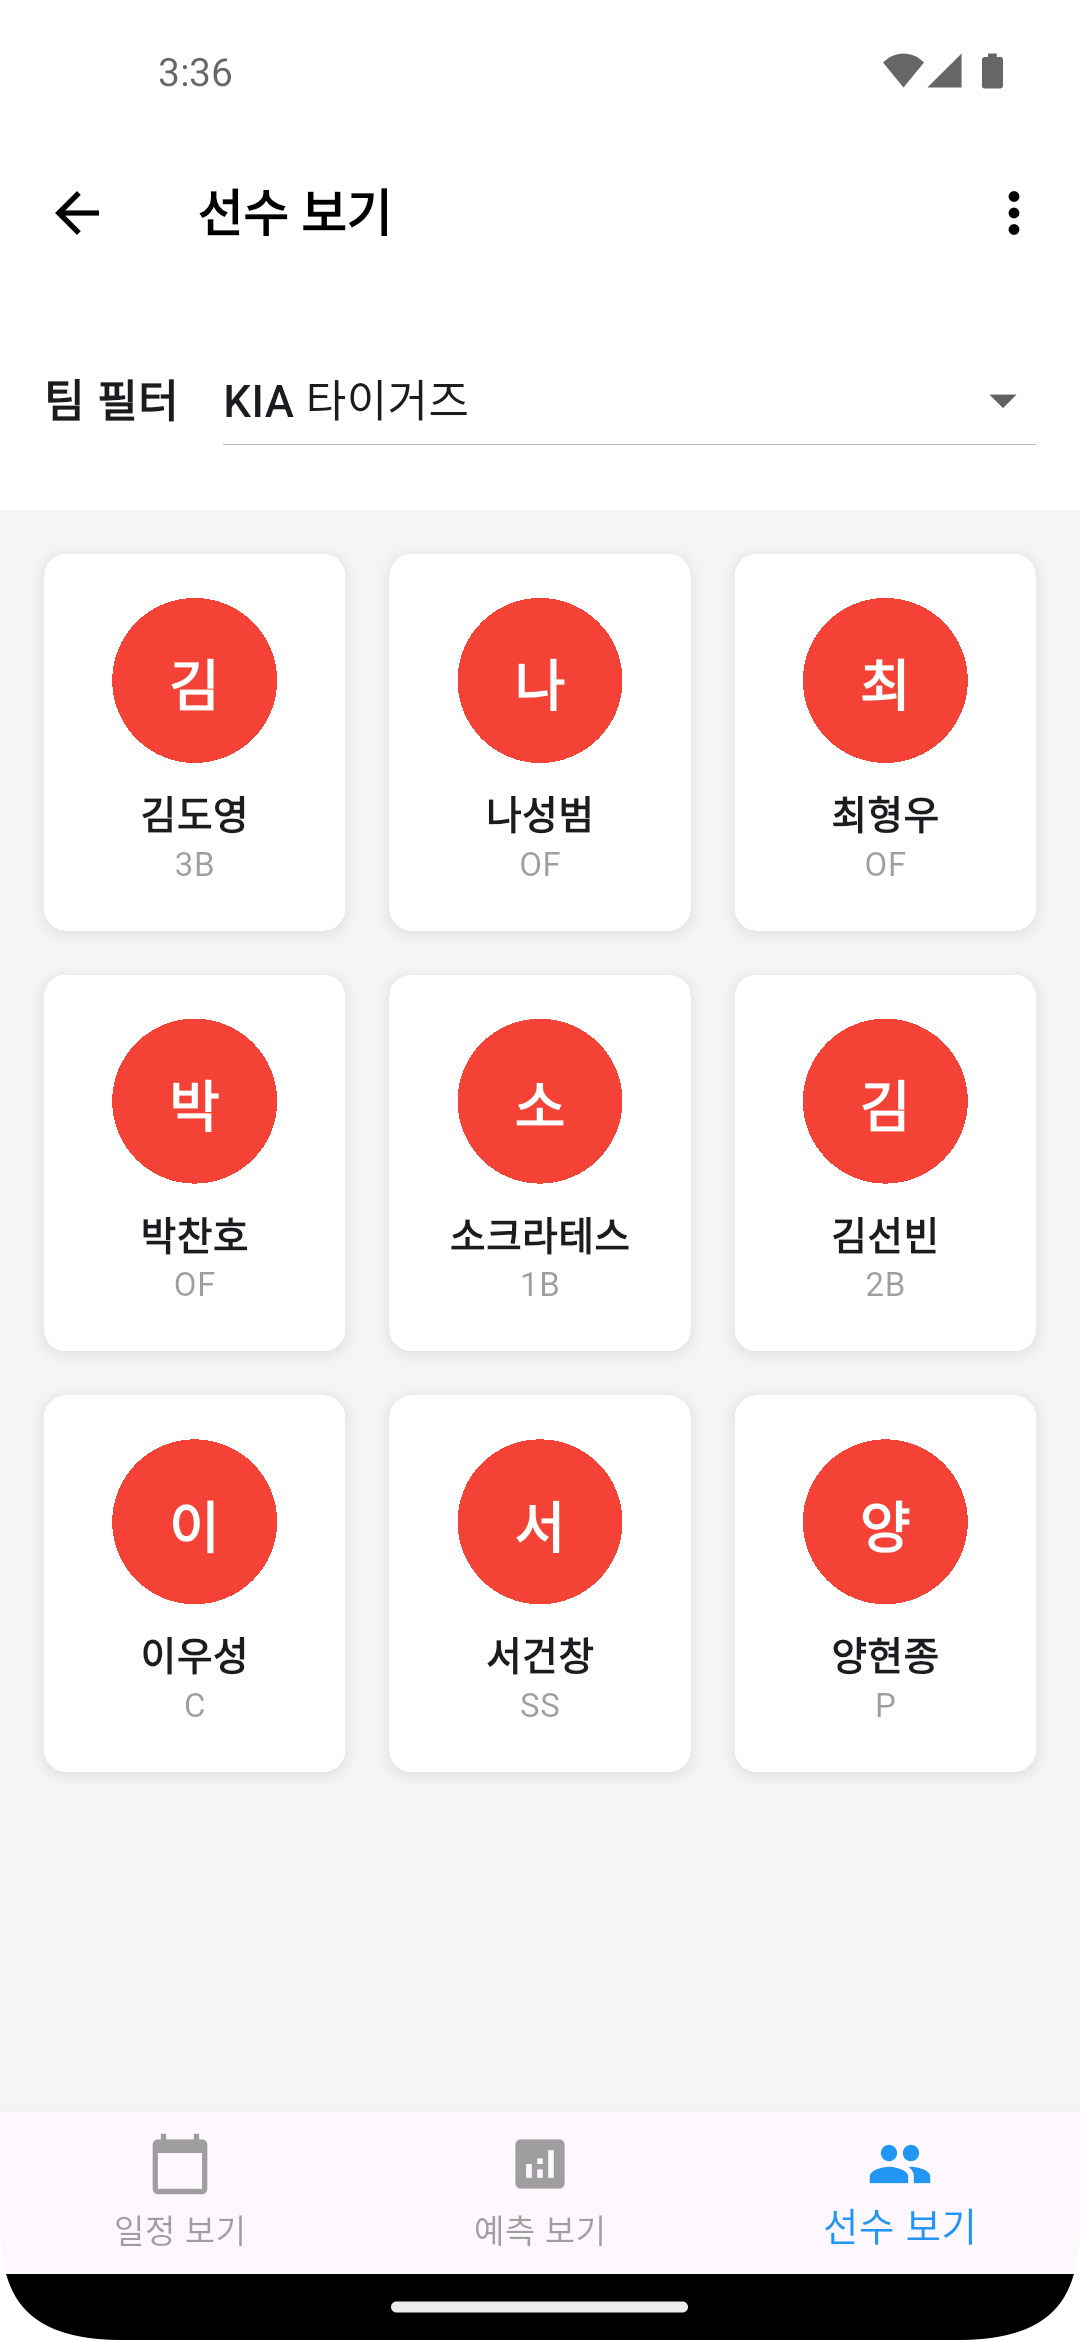 3:36
선수 보기
팀 필터 KIA 타이거즈
김 나 최
김도영 나성범 최형우
3B OF OF
박 소 김
박찬호 소크라테스 김선빈
OF 1B 2B
이 서 양
이우성 서건창 양현종
C SS P
일정 보기 예측 보기 선수 보기